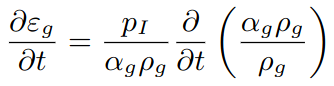 ∂ε_g/∂t = p_I/(α_g ρ_g) ∂/∂t (α_g ρ_g/ρ_g)